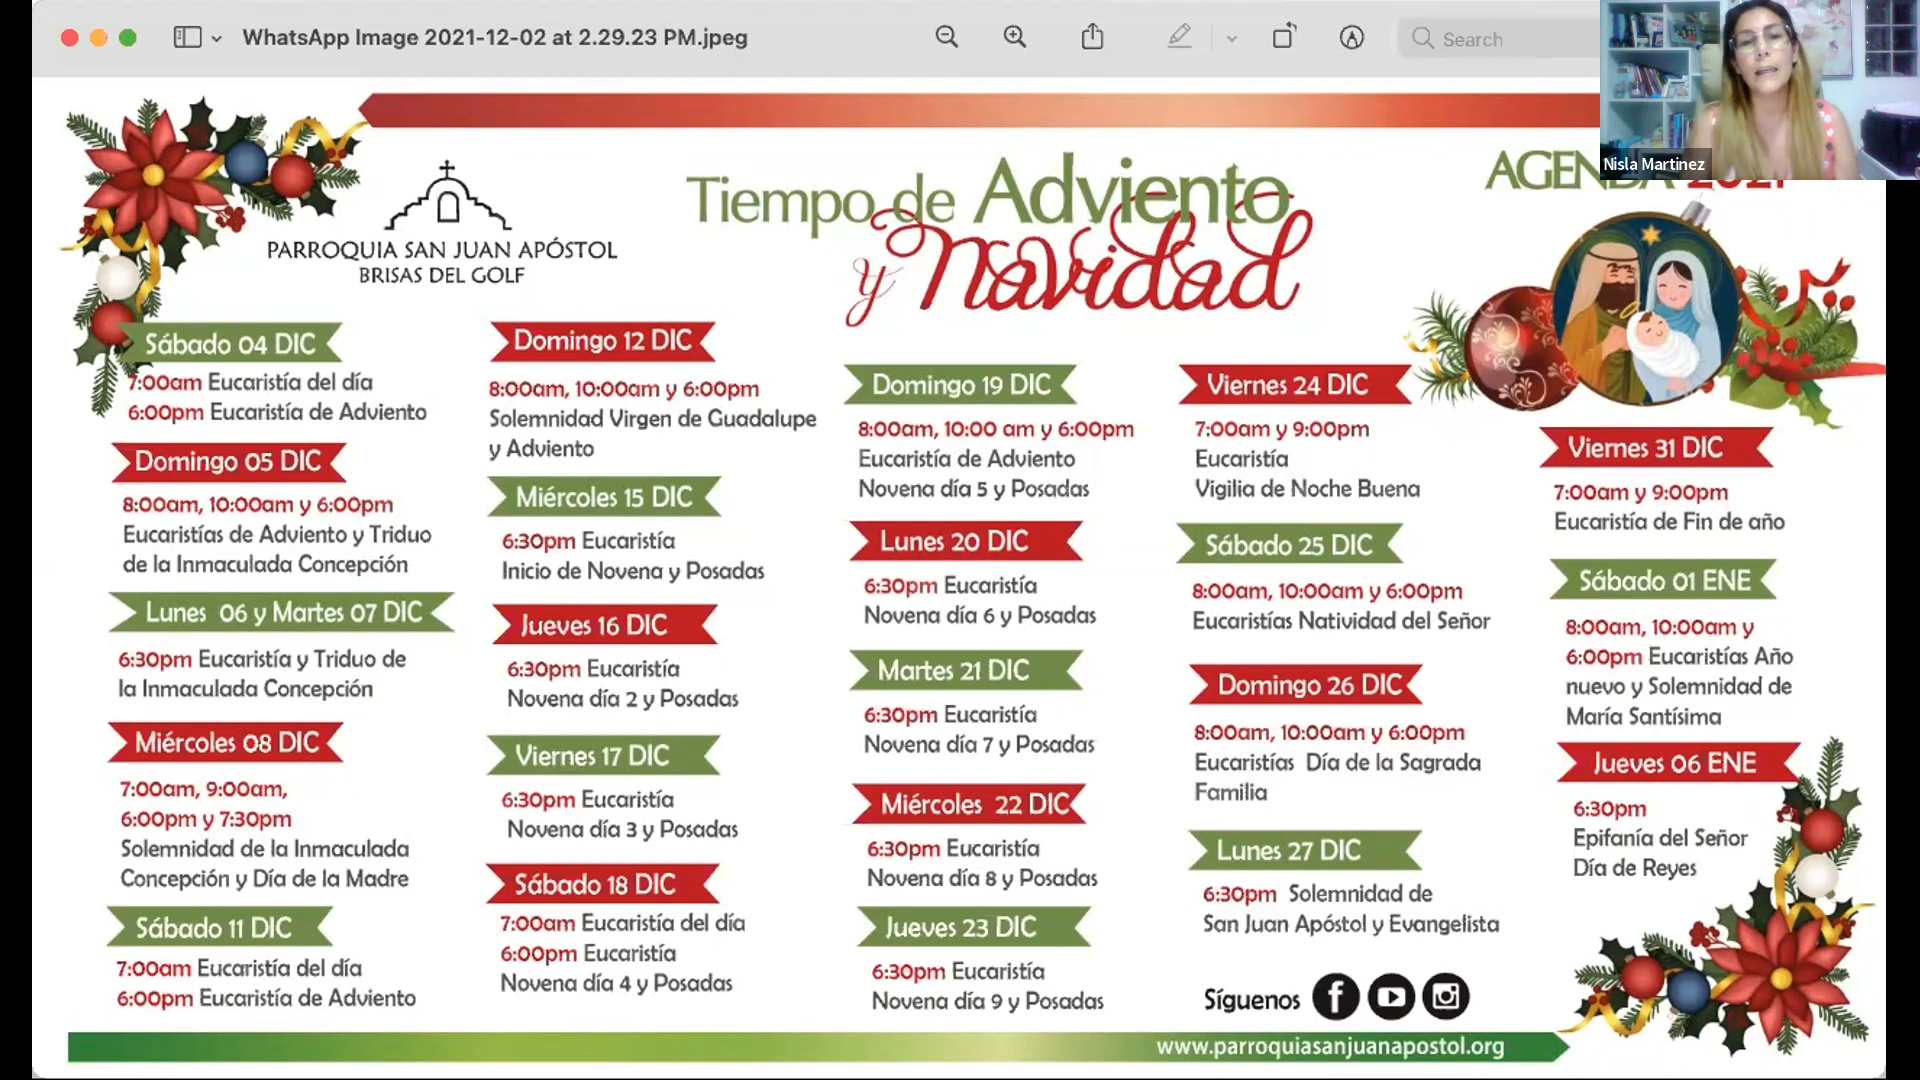 WhatsApp Image 2021-12-02 at 2.29.23 PM.jpeg
Search
Nisla Martinez
PARROQUIA SAN JUAN APÓSTOL
BRISAS DEL GOLF
Tiempo de Adviento
y Navidad
Sábado 04 DIC
7:00am Eucaristía del día
6:00pm Eucaristía de Adviento
Domingo 05 DIC
8:00am, 10:00am y 6:00pm
Eucaristías de Adviento y Triduo
de la Inmaculada Concepción
Lunes 06 y Martes 07 DIC
6:30pm Eucaristía y Triduo de
la Inmaculada Concepción
Miércoles 08 DIC
7:00am, 9:00am,
6:00pm y 7:30pm
Solemnidad de la Inmaculada
Concepción y Día de la Madre
Sábado 11 DIC
7:00am Eucaristía del día
6:00pm Eucaristía de Adviento
Domingo 12 DIC
8:00am, 10:00am y 6:00pm
Solemnidad Virgen de Guadalupe
y Adviento
Miércoles 15 DIC
6:30pm Eucaristía
Inicio de Novena y Posadas
Jueves 16 DIC
6:30pm Eucaristía
Novena día 2 y Posadas
Viernes 17 DIC
6:30pm Eucaristía
Novena día 3 y Posadas
Sábado 18 DIC
7:00am Eucaristía del día
6:00pm Eucaristía
Novena día 4 y Posadas
Domingo 19 DIC
8:00am, 10:00 am y 6:00pm
Eucaristía de Adviento
Novena día 5 y Posadas
Lunes 20 DIC
6:30pm Eucaristía
Novena día 6 y Posadas
Martes 21 DIC
6:30pm Eucaristía
Novena día 7 y Posadas
Miércoles 22 DIC
6:30pm Eucaristía
Novena día 8 y Posadas
Jueves 23 DIC
6:30pm Eucaristía
Novena día 9 y Posadas
Viernes 24 DIC
7:00am y 9:00pm
Eucaristía
Vigilia de Noche Buena
Sábado 25 DIC
8:00am, 10:00am y 6:00pm
Eucaristías Natividad del Señor
Domingo 26 DIC
8:00am, 10:00am y 6:00pm
Eucaristías Día de la Sagrada
Familia
Lunes 27 DIC
6:30pm Solemnidad de
San Juan Apóstol y Evangelista
Síguenos
Viernes 31 DIC
7:00am y 9:00pm
Eucaristía de Fin de año
Sábado 01 ENE
8:00am, 10:00am y
6:00pm Eucaristías Año
nuevo y Solemnidad de
María Santísima
Jueves 06 ENE
6:30pm
Epifanía del Señor
Día de Reyes
www.parroquiasanjuanapostol.org